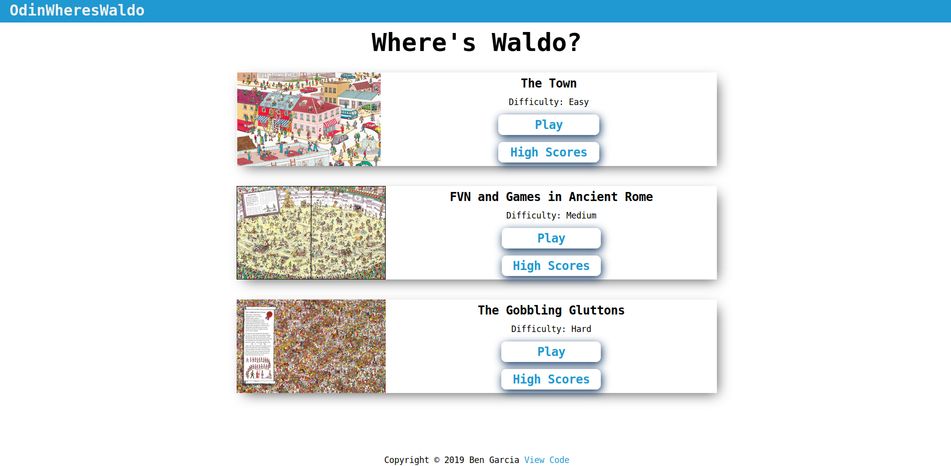 OdinWheresWaldo
Where's Waldo?
The Town
Difficulty: Easy
Play
High Scores
FVN and Games in Ancient Rome
Difficulty: Medium
Play
High Scores
The Gobbling Gluttons
Difficulty: Hard
Play
High Scores
Copyright © 2019 Ben Garcia View Code